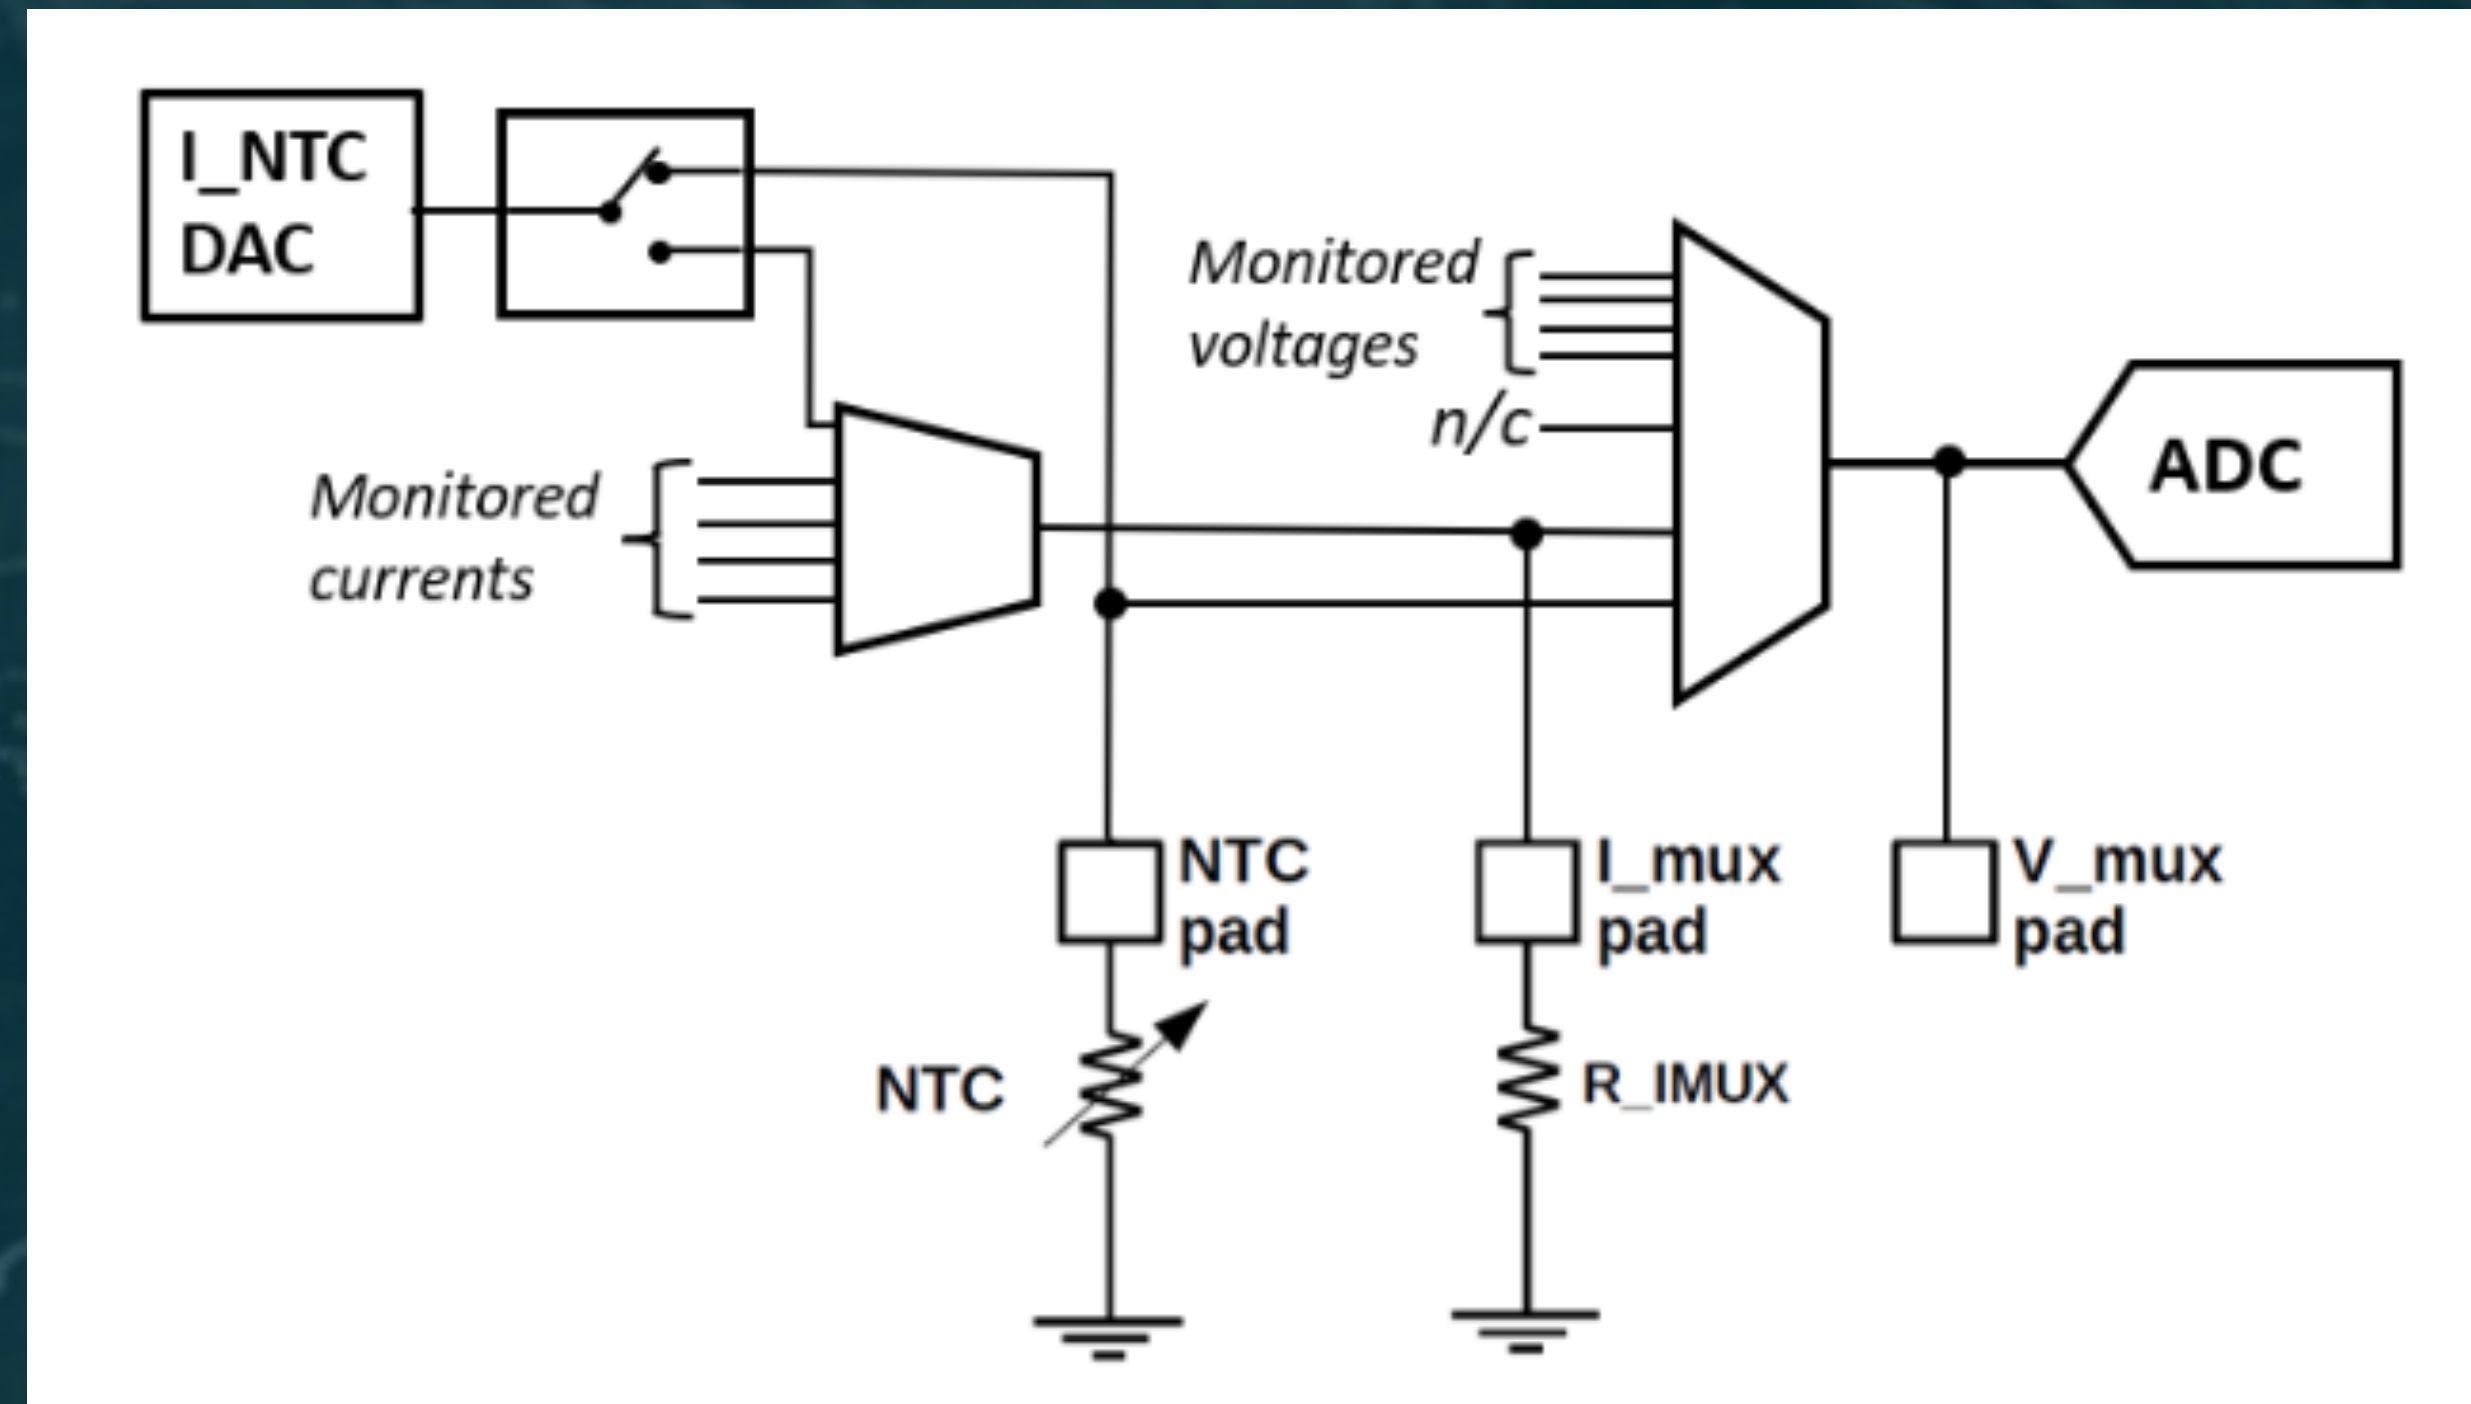 I_NTC
DAC
Monitored
voltages
n/c
ADC
Monitored
currents
NTC
pad
I_mux
pad
V_mux
pad
NTC
R_IMUX